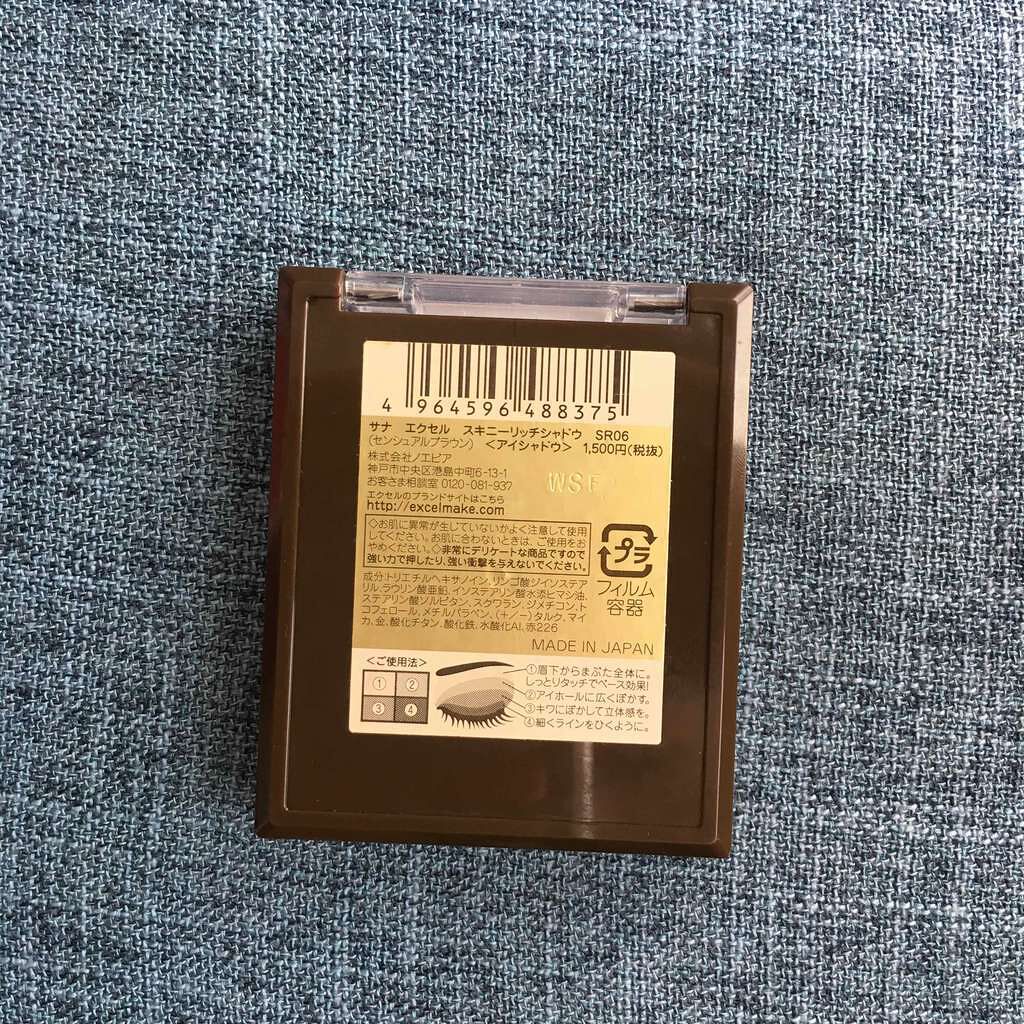 4 964596 488375
サナ エクセル スキニーリッチシャドウ SR06
(センシュアルブラウン) <アイシャドウ> 1,500円(税抜)
株式会社ノエビア
神戸市中央区港島中町6-13-1
お客さま相談室 0120-081-937
エクセルのブランドサイトはこちら
http://excelmake.com
WSF
◇お肌に異常が生じていないかよく注意して使用
してください。お肌に合わないときは、ご使用をお
やめください。◇非常にデリケートな商品ですので
強い力で押したり、強い衝撃を与えないでください。
プラ
フィルム
容器
成分:トリエチルヘキサノイン、リンゴ酸ジイソステア
リル、ラウリン酸亜鉛、イソステアリン酸水添ヒマシ油、
ステアリン酸ソルビタン、スクワラン、ジメチコン、ト
コフェロール、メチルパラベン、(+/-)タルク、マイ
カ、金、酸化チタン、酸化鉄、水酸化Al、赤226
MADE IN JAPAN
<ご使用法>
① ②
③ ④
①眉下からまぶた全体に。
しっとりタッチでベース効果!
②アイホールに広くぼかす。
③キワにぼかして立体感を。
④細くラインをひくように。